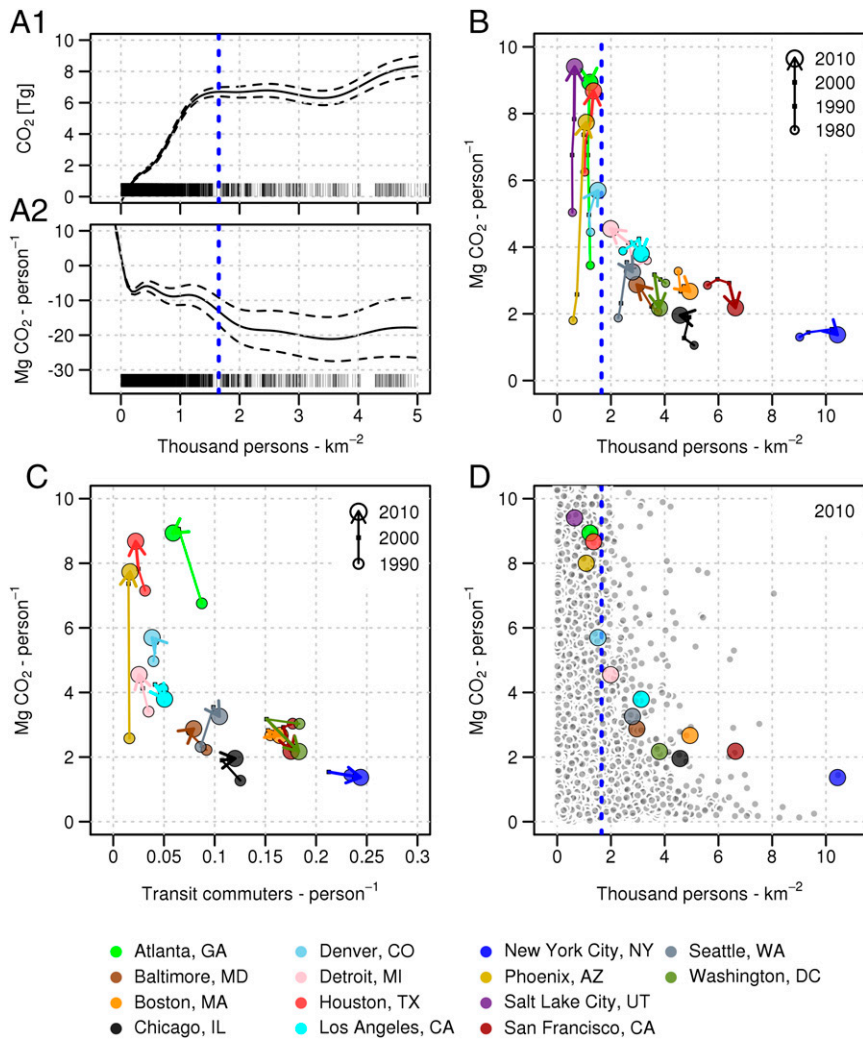 A1
CO2 [Tg]
10
8
6
4
2
0
A2
Mg CO2 - person−1
10
0
-10
-20
-30
0 1 2 3 4 5
Thousand persons - km−2
B
Mg CO2 - person−1
10
8
6
4
2
0
2010
2000
1990
1980
0 2 4 6 8 10
Thousand persons - km−2
C
Mg CO2 - person−1
10
8
6
4
2
0
2010
2000
1990
0 0.05 0.1 0.15 0.2 0.25 0.3
Transit commuters - person−1
D
Mg CO2 - person−1
10
8
6
4
2
0
2010
0 2 4 6 8 10
Thousand persons - km−2
Atlanta, GA
Baltimore, MD
Boston, MA
Chicago, IL
Denver, CO
Detroit, MI
Houston, TX
Los Angeles, CA
New York City, NY
Phoenix, AZ
Salt Lake City, UT
San Francisco, CA
Seattle, WA
Washington, DC